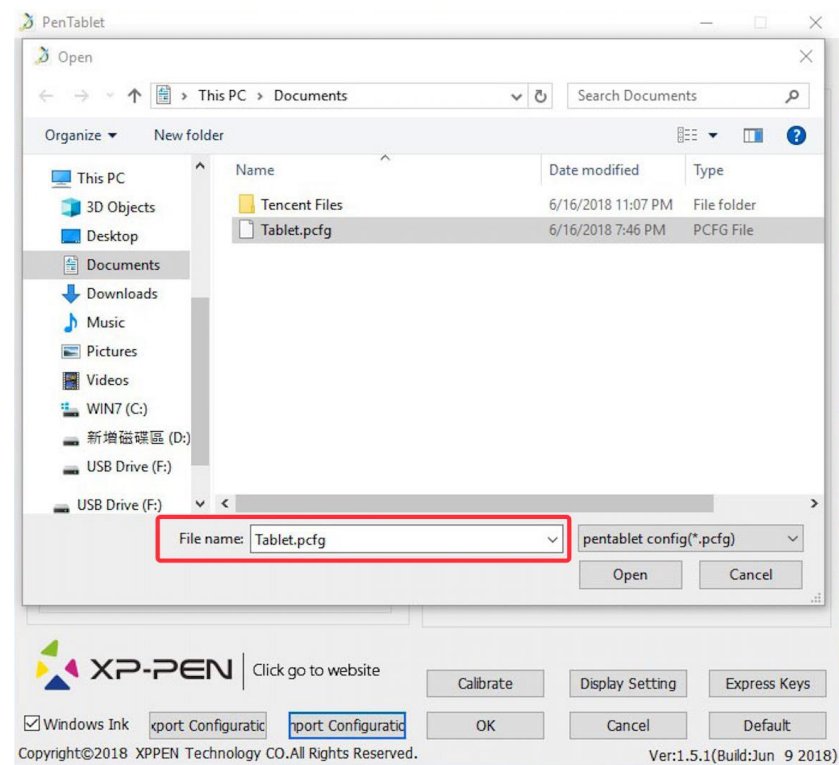 PenTablet
Open
This PC > Documents
Search Documents
Organize
New folder
Name
Date modified
Type
This PC
3D Objects
Desktop
Documents
Downloads
Music
Pictures
Videos
WIN7 (C:)
新增磁碟區 (D:)
USB Drive (F:)
USB Drive (F:)
Tencent Files 6/16/2018 11:07 PM File folder
Tablet.pcfg 6/16/2018 7:46 PM PCFG File
File name: Tablet.pcfg
pentablet config(*.pcfg)
Open
Cancel
XP-PEN
Click go to website
Calibrate
Display Setting
Express Keys
Windows Ink
xport Configuratic
nport Configuratic
OK
Cancel
Default
Copyright©2018 XPPEN Technology CO.All Rights Reserved.
Ver:1.5.1(Build:Jun 9 2018)